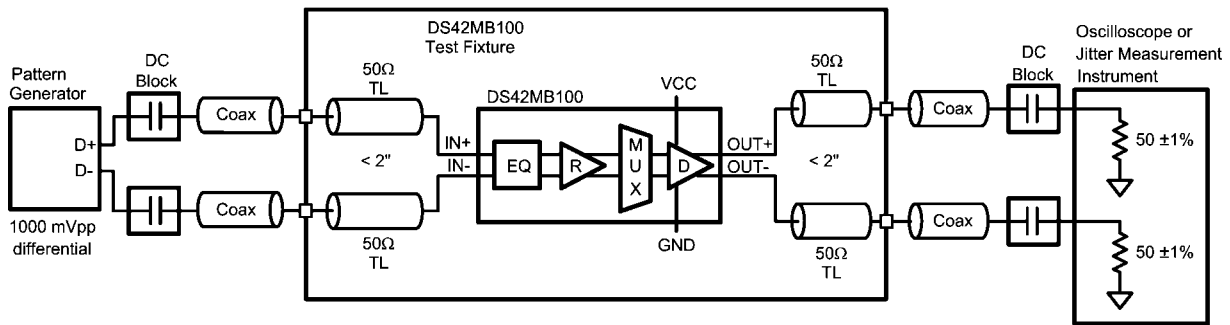 Pattern
Generator
D+
D-
1000 mVpp
differential
DC
Block
Coax
Coax
DS42MB100
Test Fixture
50Ω
TL
< 2"
50Ω
TL
DS42MB100
IN+
IN-
EQ
R
MUX
D
VCC
GND
OUT+
OUT-
50Ω
TL
< 2"
50Ω
TL
Coax
Coax
DC
Block
Oscilloscope or
Jitter Measurement
Instrument
50 ±1%
50 ±1%